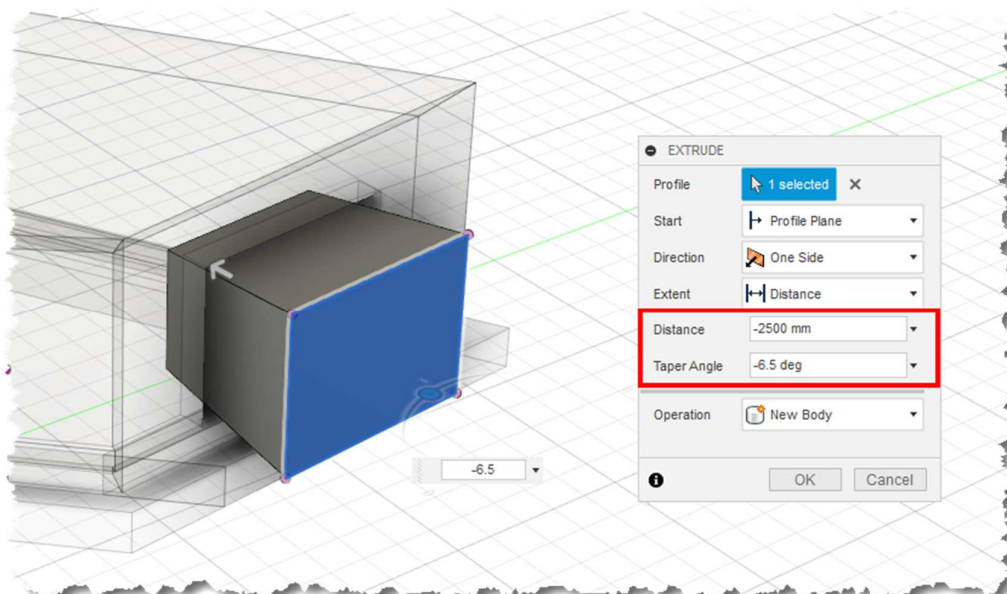 EXTRUDE
Profile 1 selected
Start Profile Plane
Direction One Side
Extent Distance
Distance -2500 mm
Taper Angle -6.5 deg
Operation New Body
-6.5
OK Cancel